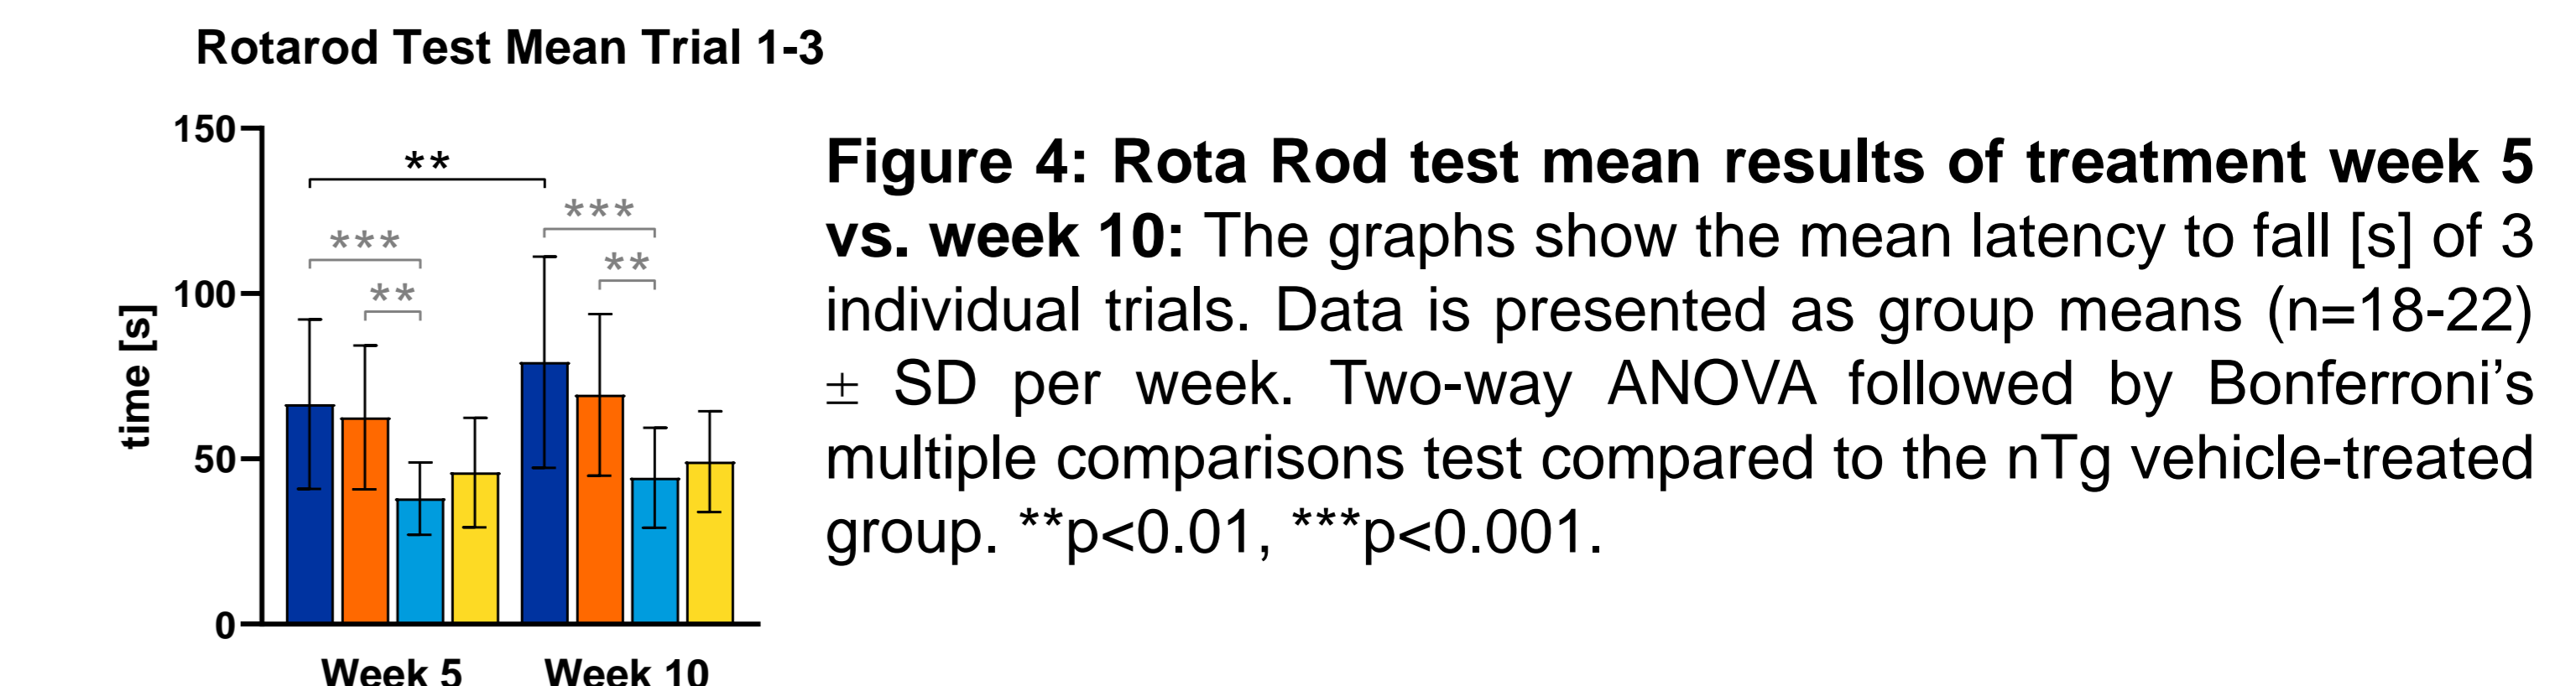 Rotarod Test Mean Trial 1-3
150
100
50
0
time [s]
**
***
**
***
**
Week 5
Week 10
Figure 4: Rota Rod test mean results of treatment week 5
vs. week 10: The graphs show the mean latency to fall [s] of 3
individual trials. Data is presented as group means (n=18-22)
± SD per week. Two-way ANOVA followed by Bonferroni’s
multiple comparisons test compared to the nTg vehicle-treated
group. **p<0.01, ***p<0.001.